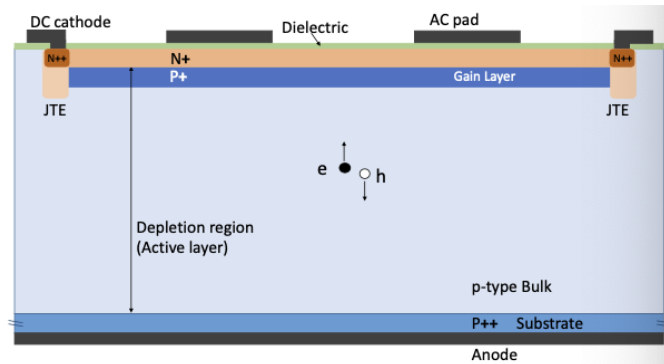 DC cathode
Dielectric
AC pad
N++
N+
N++
P+
Gain Layer
JTE
JTE
e
h
Depletion region
(Active layer)
p-type Bulk
P++ Substrate
Anode